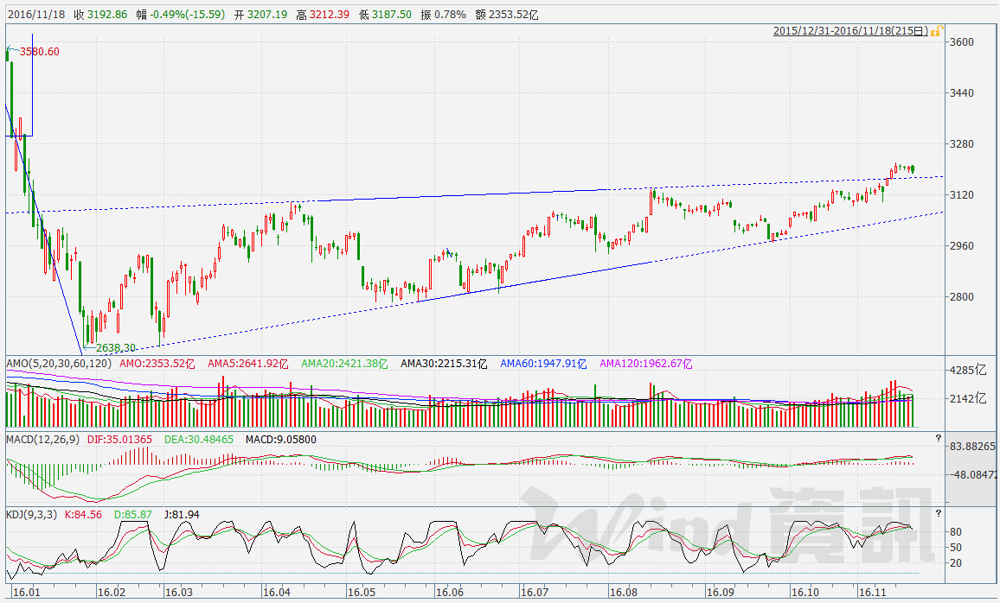 2016/11/18 收 3192.86 幅 -0.49%(-15.59) 开 3207.19 高 3212.39 低 3187.50 振 0.78% 额 2353.52亿
2015/12/31-2016/11/18(215日)
3580.60
3600
3440
3280
3120
2960
2800
2638.30
AMO(5,20,30,60,120) AMO:2353.52亿 AMA5:2641.92亿 AMA20:2421.38亿 AMA30:2215.31亿 AMA60:1947.91亿 AMA120:1962.67亿
4285亿
2142亿
MACD(12,26,9) DIF:35.01365 DEA:30.48465 MACD:9.05800 ?
83.88265
-48.08472
KDJ(9,3,3) K:84.56 D:85.87 J:81.94 ?
80
50
20
Wind 資訊
16.01 16.02 16.03 16.04 16.05 16.06 16.07 16.08 16.09 16.10 16.11